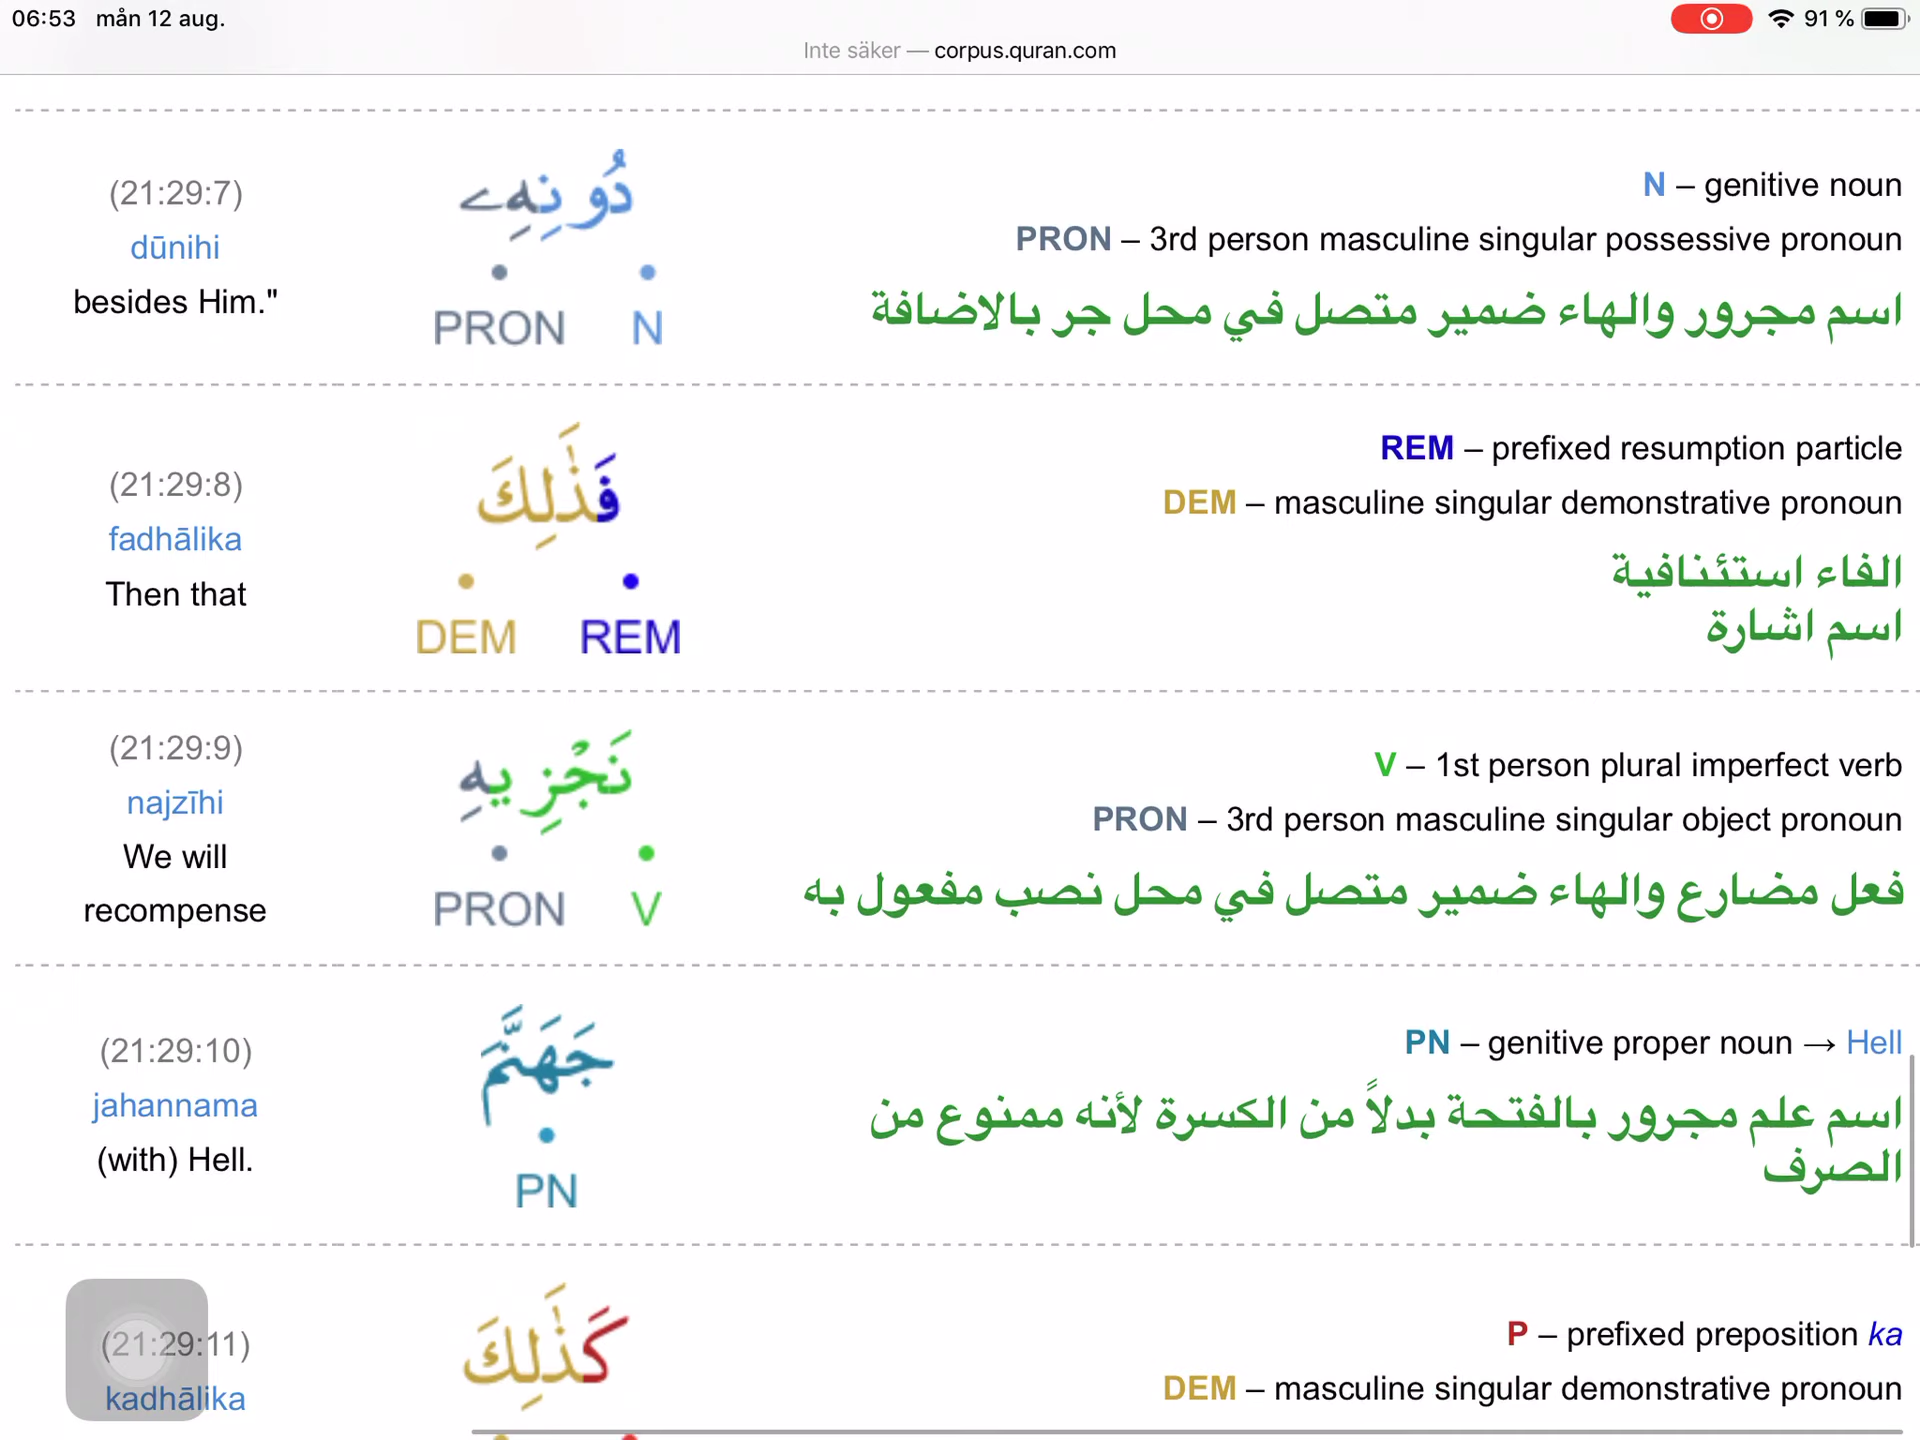 06:53 mån 12 aug.
91 %
Inte säker — corpus.quran.com
(21:29:7)
dūnihi
besides Him."
دُونِهِۦ
PRON N
N – genitive noun
PRON – 3rd person masculine singular possessive pronoun
اسم مجرور والهاء ضمير متصل في محل جر بالاضافة
(21:29:8)
fadhālika
Then that
فَذَٰلِكَ
DEM REM
REM – prefixed resumption particle
DEM – masculine singular demonstrative pronoun
الفاء استئنافية
اسم اشارة
(21:29:9)
najzīhi
We will
recompense
نَجْزِيهِ
PRON V
V – 1st person plural imperfect verb
PRON – 3rd person masculine singular object pronoun
فعل مضارع والهاء ضمير متصل في محل نصب مفعول به
(21:29:10)
jahannama
(with) Hell.
جَهَنَّمَ
PN
PN – genitive proper noun → Hell
اسم علم مجرور بالفتحة بدلاً من الكسرة لأنه ممنوع من
الصرف
(21:29:11)
kadhālika
كَذَٰلِكَ
P – prefixed preposition ka
DEM – masculine singular demonstrative pronoun